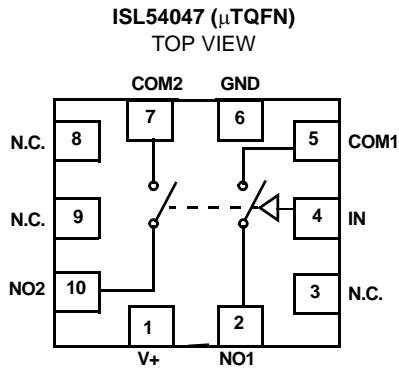 ISL54047 (μTQFN)
TOP VIEW
COM2 GND
7 6
N.C. 8 5 COM1
N.C. 9 4 IN
NO2 10 3 N.C.
1 2
V+ NO1